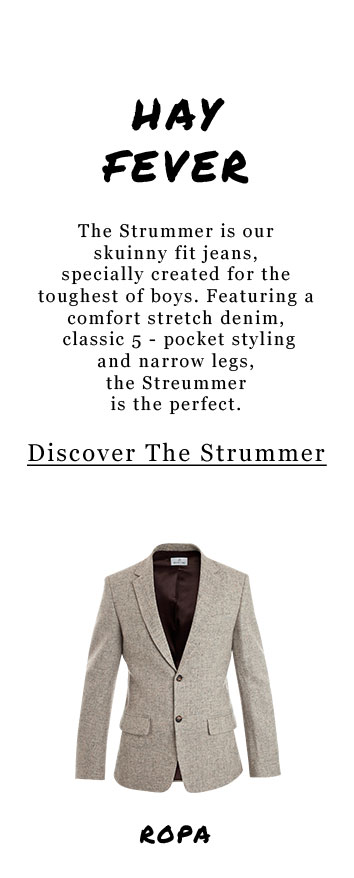 HAY
FEVER
The Strummer is our
skuinny fit jeans,
specially created for the
toughest of boys. Featuring a
comfort stretch denim,
classic 5 - pocket styling
and narrow legs,
the Streummer
is the perfect.
Discover The Strummer
ROPA